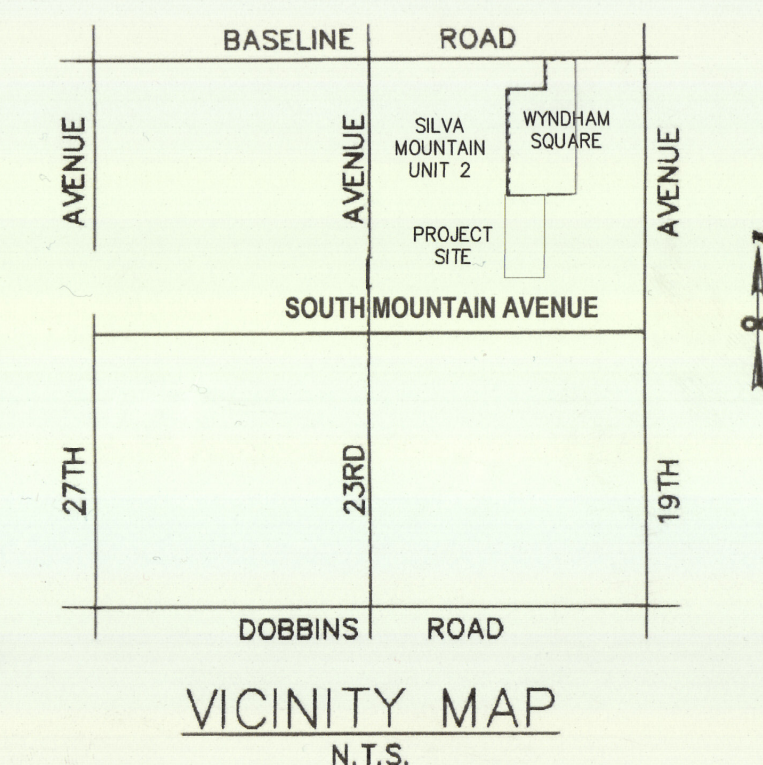 BASELINE ROAD
AVENUE
AVENUE
AVENUE
SILVA
MOUNTAIN
UNIT 2
WYNDHAM
SQUARE
PROJECT
SITE
SOUTH MOUNTAIN AVENUE
27TH
23RD
19TH
DOBBINS ROAD
VICINITY MAP
N.T.S.